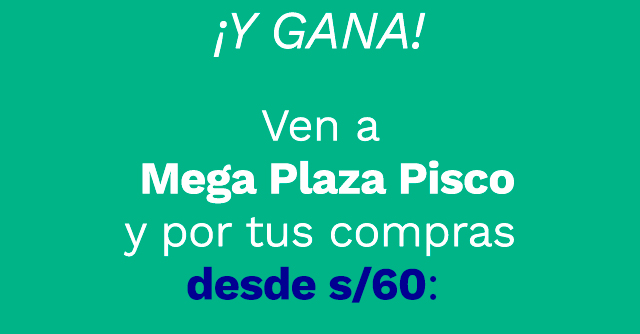 ¡Y GANA!
Ven a
Mega Plaza Pisco
y por tus compras
desde s/60: